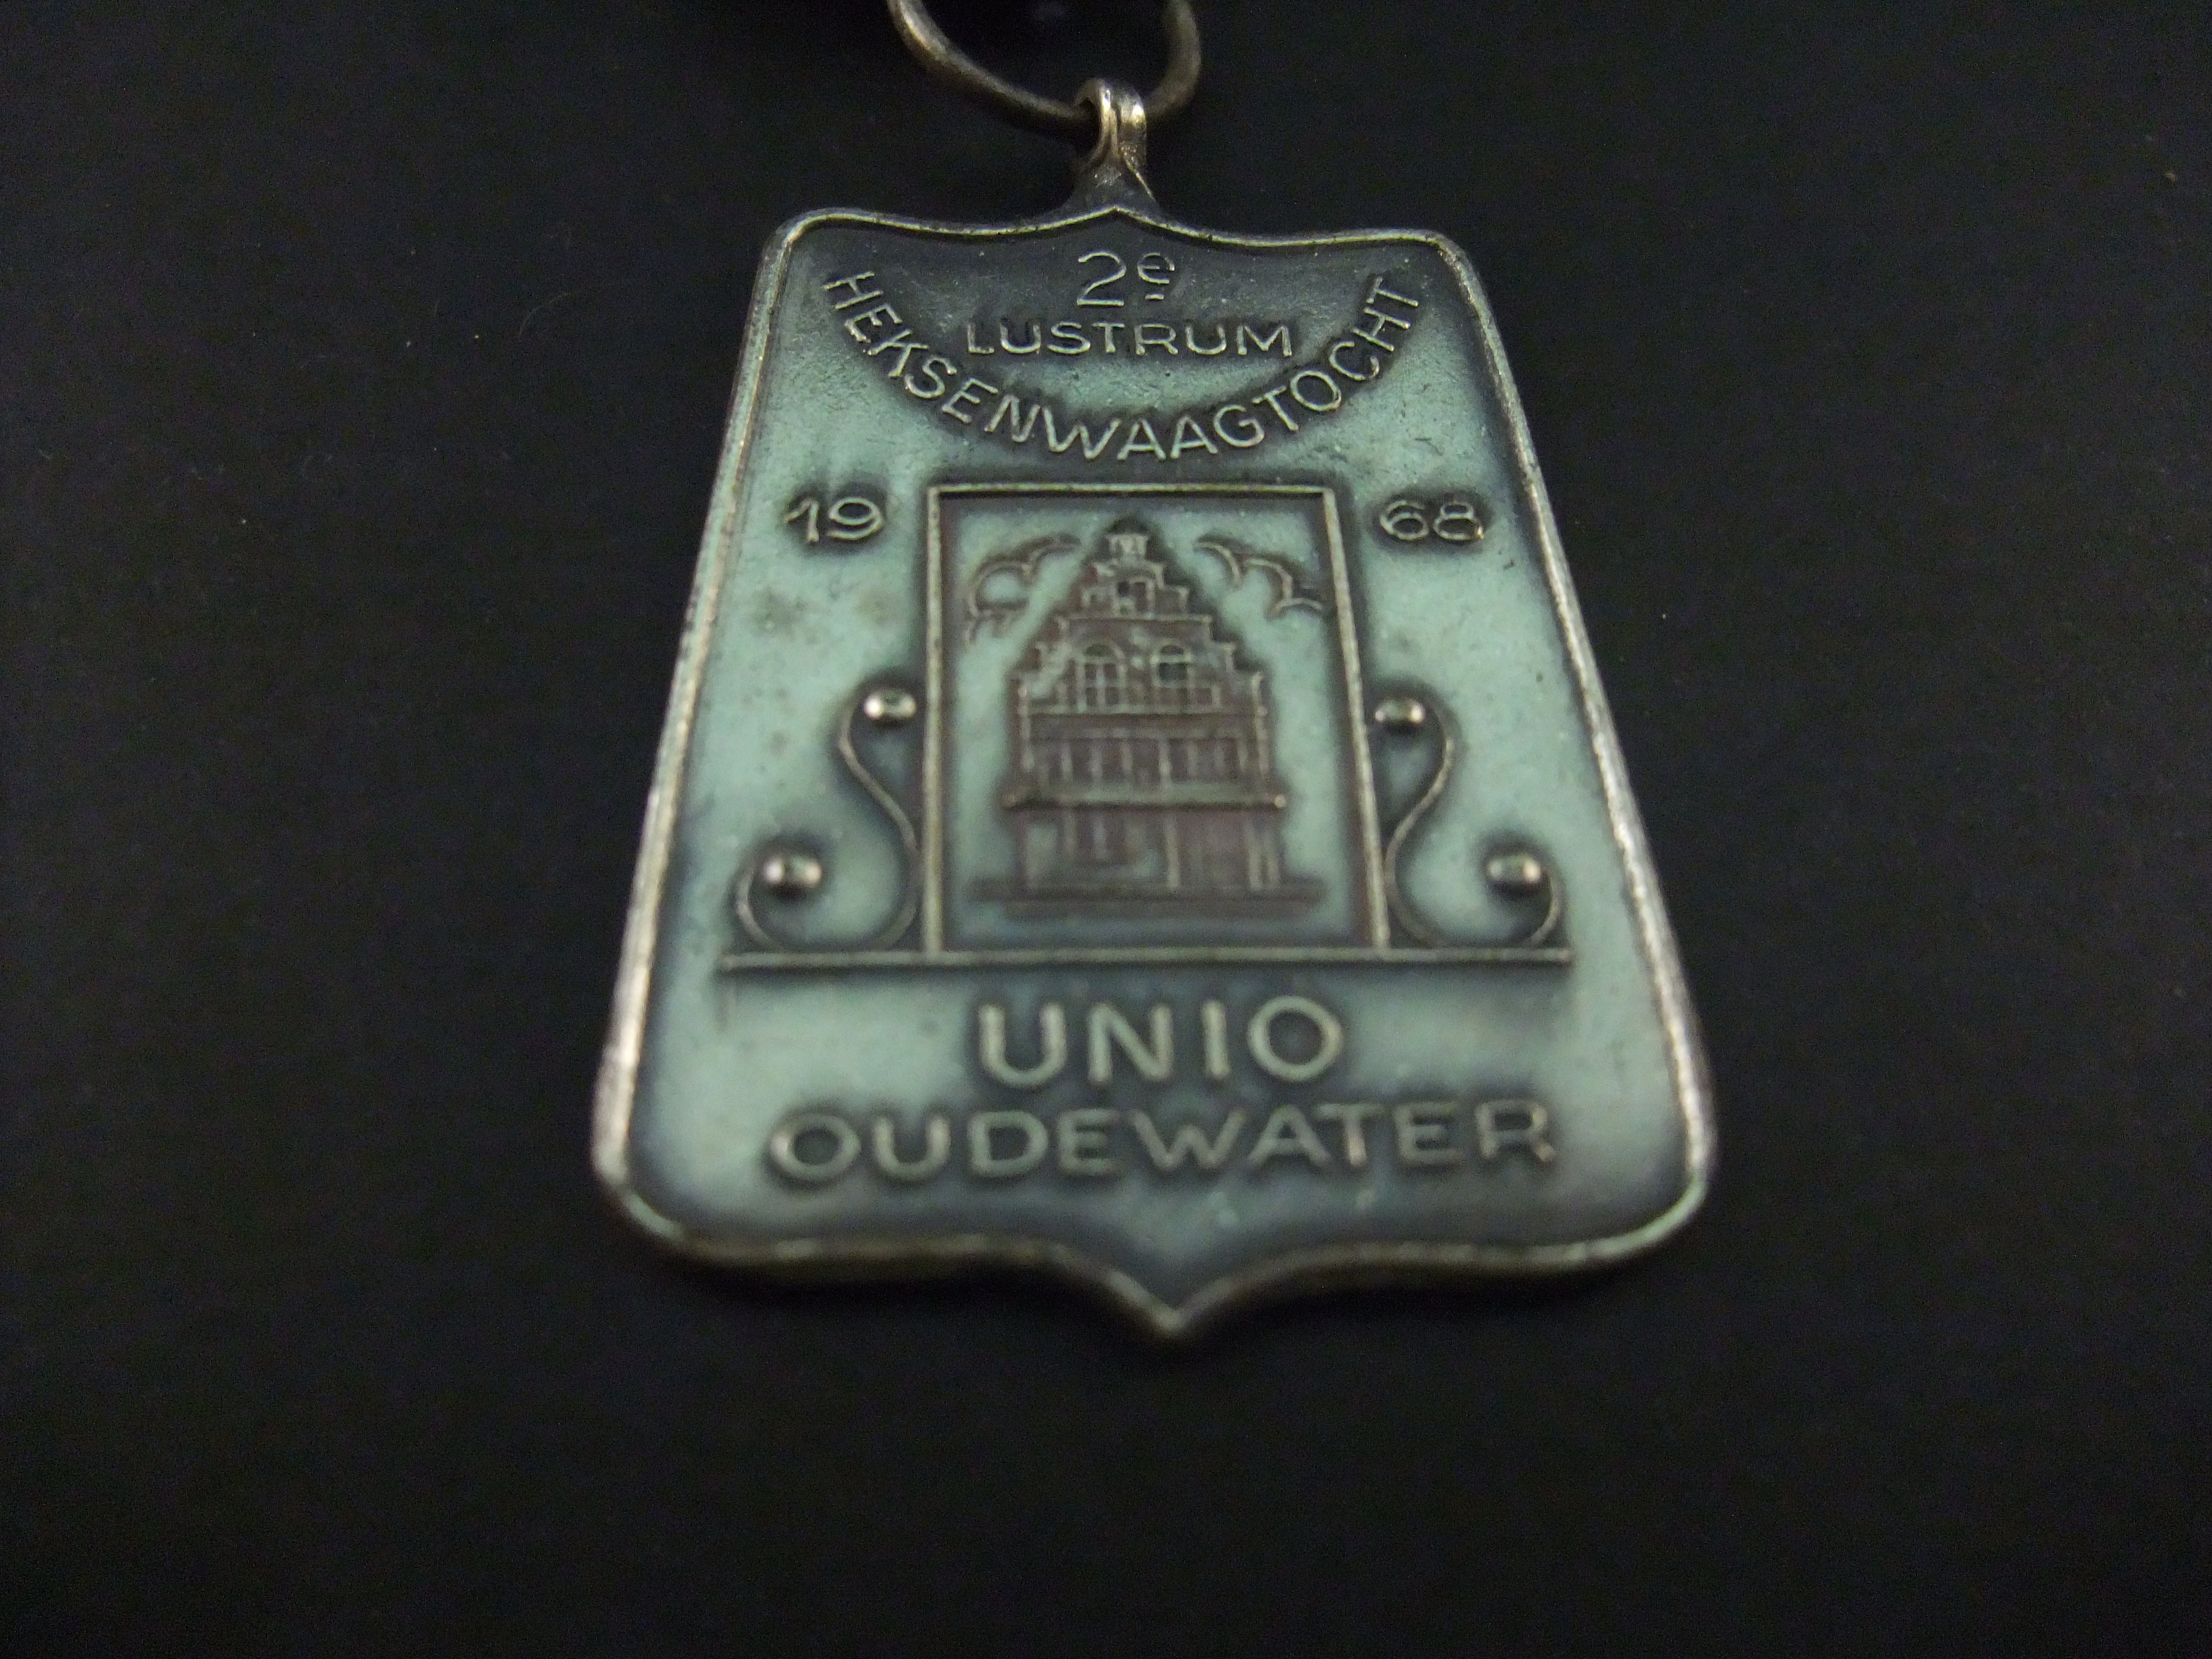 2e
LUSTRUM
HEKSENWAAGTOCHT
19 68
UNIO
OUDEWATER